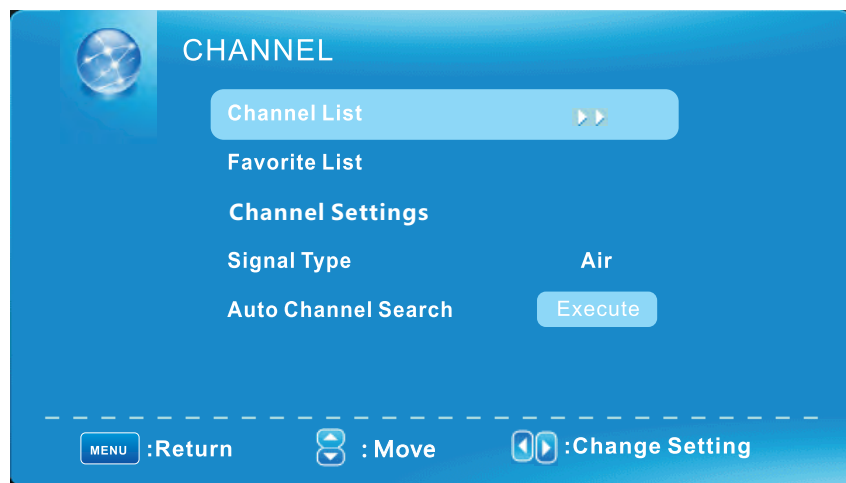 CHANNEL
Channel List
Favorite List
Channel Settings
Signal Type Air
Auto Channel Search Execute
MENU :Return : Move :Change Setting